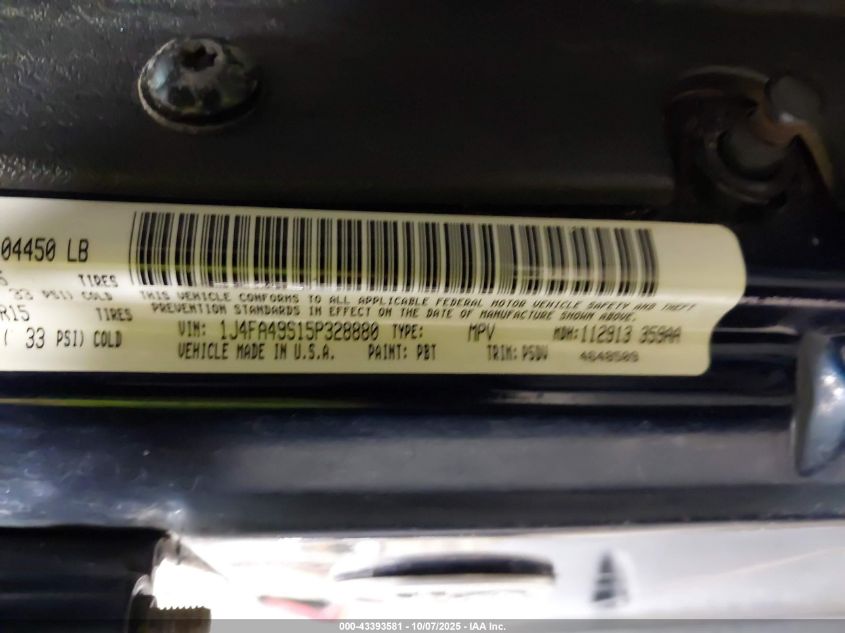 04450 LB
TIRES
33 PSI) COLD
R15 TIRES
( 33 PSI) COLD
THIS VEHICLE CONFORMS TO ALL APPLICABLE FEDERAL MOTOR VEHICLE SAFETY AND THEFT
PREVENTION STANDARDS IN EFFECT ON THE DATE OF MANUFACTURE SHOWN ABOVE.
VIN: 1J4FA49S15P328880 TYPE: MPV MDH:112913 359AA
VEHICLE MADE IN U.S.A. PAINT: PBT TRIM: PSDV 4648509
000-43393581 - 10/07/2025 - IAA Inc.